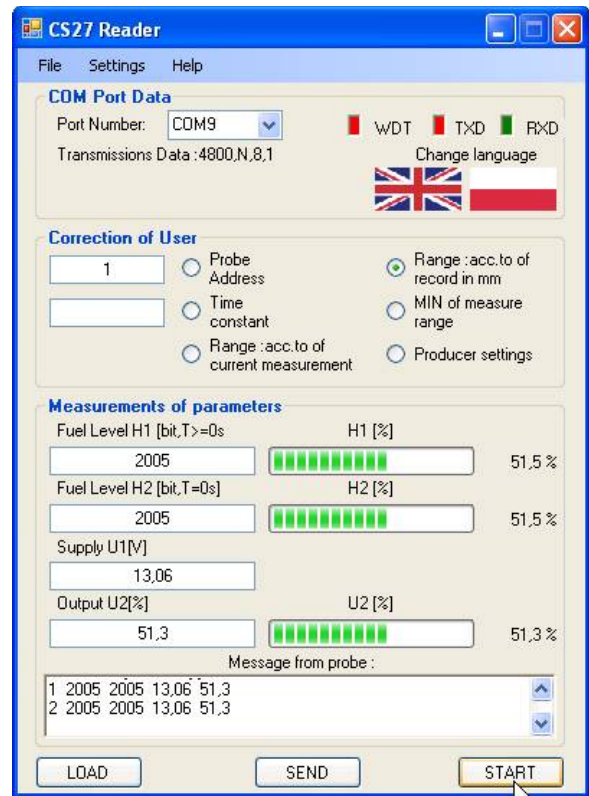 CS27 Reader
File Settings Help
COM Port Data
Port Number: COM9
WDT TXD RXD
Transmissions Data :4800,N,8,1
Change language
Correction of User
1
Probe Address
Range :acc.to of record in mm
Time constant
MIN of measure range
Range :acc.to of current measurement
Producer settings
Measurements of parameters
Fuel Level H1 [bit,T>=0s H1 [%]
2005 51,5 %
Fuel Level H2 [bit,T=0s] H2 [%]
2005 51,5 %
Supply U1[V]
13,06
Output U2[%] U2 [%]
51,3 51,3 %
Message from probe :
1 2005 2005 13,06 51,3
2 2005 2005 13,06 51,3
LOAD SEND START